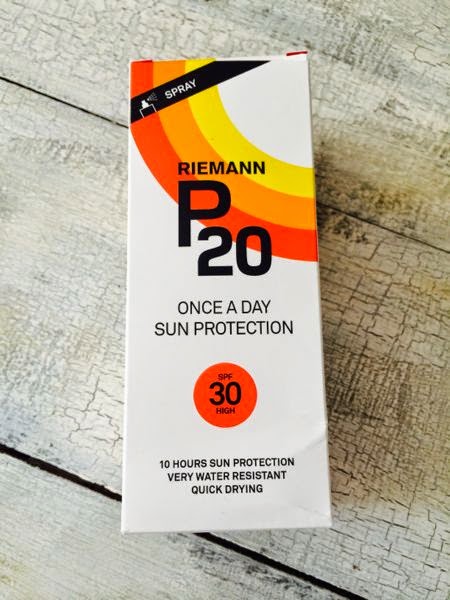 SPRAY
RIEMANN
P20
ONCE A DAY
SUN PROTECTION
SPF
30
HIGH
10 HOURS SUN PROTECTION
VERY WATER RESISTANT
QUICK DRYING